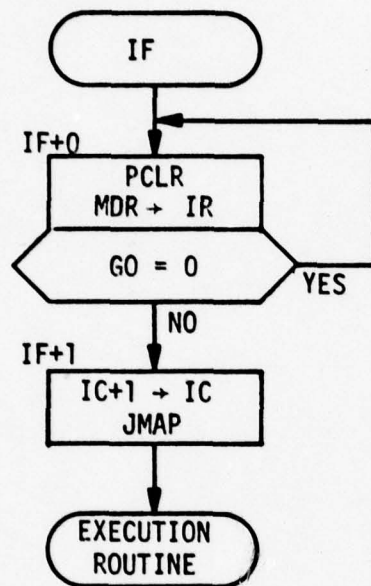 IF
IF+0
PCLR
MDR → IR
GO = 0
YES
NO
IF+1
IC+1 → IC
JMAP
EXECUTION
ROUTINE